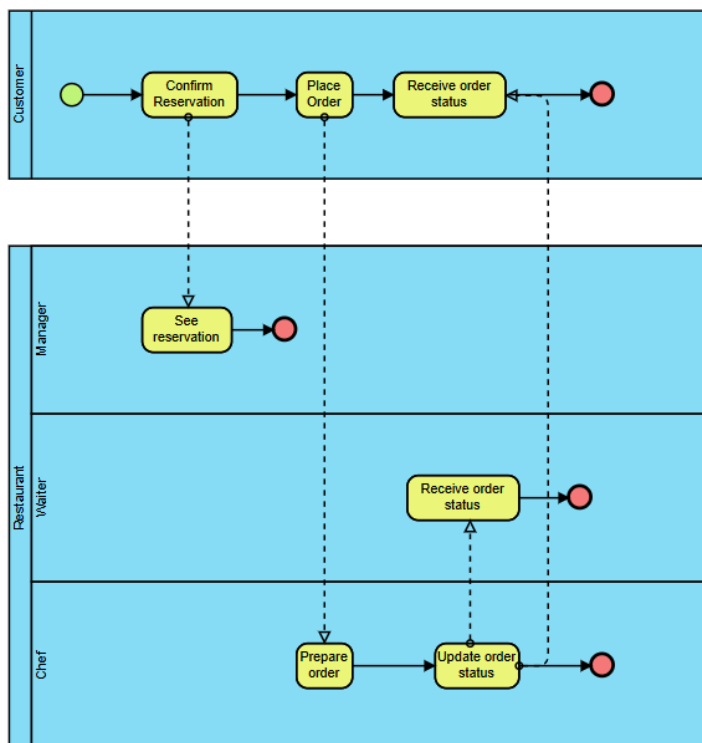 Customer
Confirm
Reservation
Place
Order
Receive order
status
Restaurant
Manager
See
reservation
Waiter
Receive order
status
Chef
Prepare
order
Update order
status